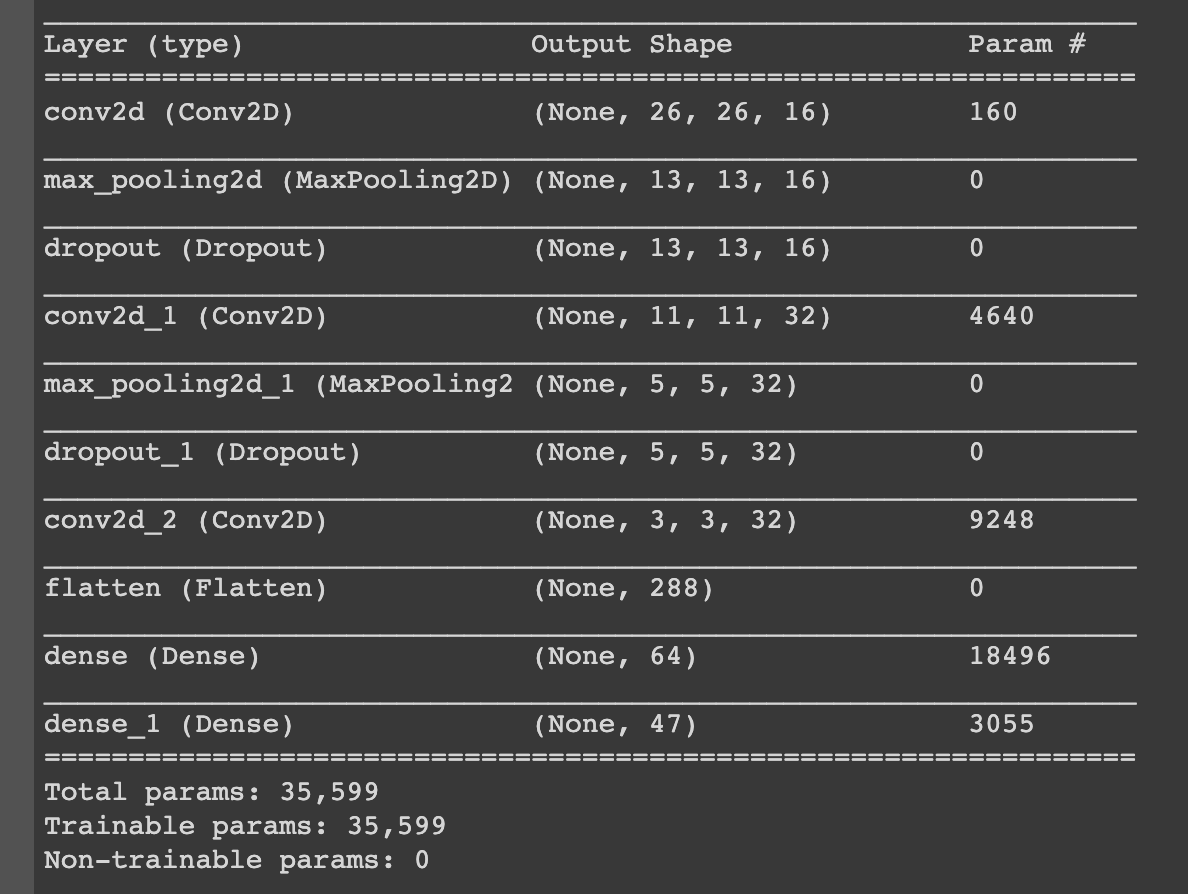 Layer (type) Output Shape Param #
=================================================================
conv2d (Conv2D) (None, 26, 26, 16) 160
max_pooling2d (MaxPooling2D) (None, 13, 13, 16) 0
dropout (Dropout) (None, 13, 13, 16) 0
conv2d_1 (Conv2D) (None, 11, 11, 32) 4640
max_pooling2d_1 (MaxPooling2 (None, 5, 5, 32) 0
dropout_1 (Dropout) (None, 5, 5, 32) 0
conv2d_2 (Conv2D) (None, 3, 3, 32) 9248
flatten (Flatten) (None, 288) 0
dense (Dense) (None, 64) 18496
dense_1 (Dense) (None, 47) 3055
=================================================================
Total params: 35,599
Trainable params: 35,599
Non-trainable params: 0